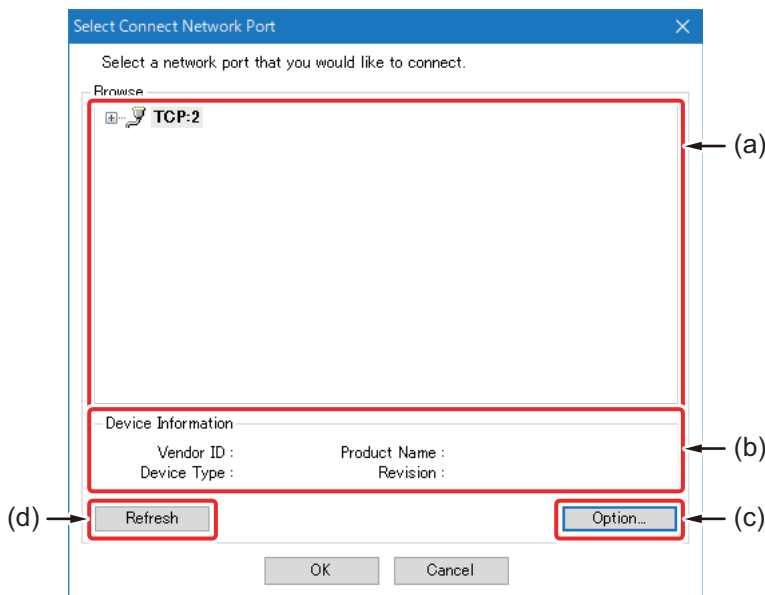 Select Connect Network Port
Select a network port that you would like to connect.
Browse
TCP:2
(a)
Device Information
Vendor ID : Product Name :
Device Type : Revision :
(b)
(d) Refresh Option... (c)
OK Cancel